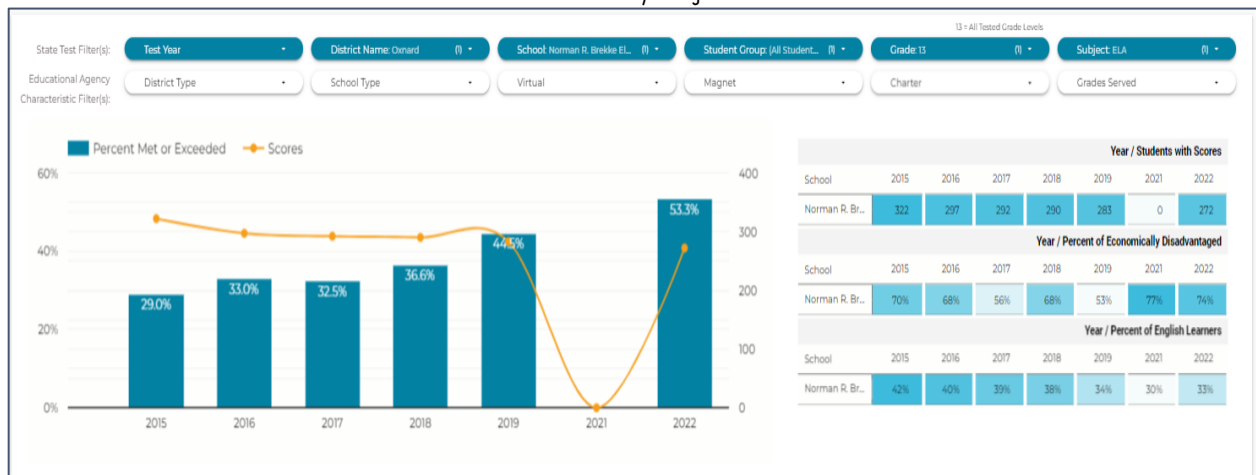 13 = All Tested Grade Levels
State Test Filter(s):
Test Year
District Name: Oxnard (1)
School: Norman R. Brekke El... (1)
Student Group: (All Student... (1)
Grade: 13 (1)
Subject: ELA (1)
Educational Agency
Characteristic Filter(s):
District Type
School Type
Virtual
Magnet
Charter
Grades Served
Percent Met or Exceeded Scores
60%
40%
20%
0%
400
300
200
100
0
29.0%
33.0%
32.5%
36.6%
44.5%
53.3%
2015 2016 2017 2018 2019 2021 2022
Year / Students with Scores
School 2015 2016 2017 2018 2019 2021 2022
Norman R. Br... 322 297 292 290 283 0 272
Year / Percent of Economically Disadvantaged
School 2015 2016 2017 2018 2019 2021 2022
Norman R. Br... 70% 68% 56% 68% 53% 77% 74%
Year / Percent of English Learners
School 2015 2016 2017 2018 2019 2021 2022
Norman R. Br... 42% 40% 39% 38% 34% 30% 33%